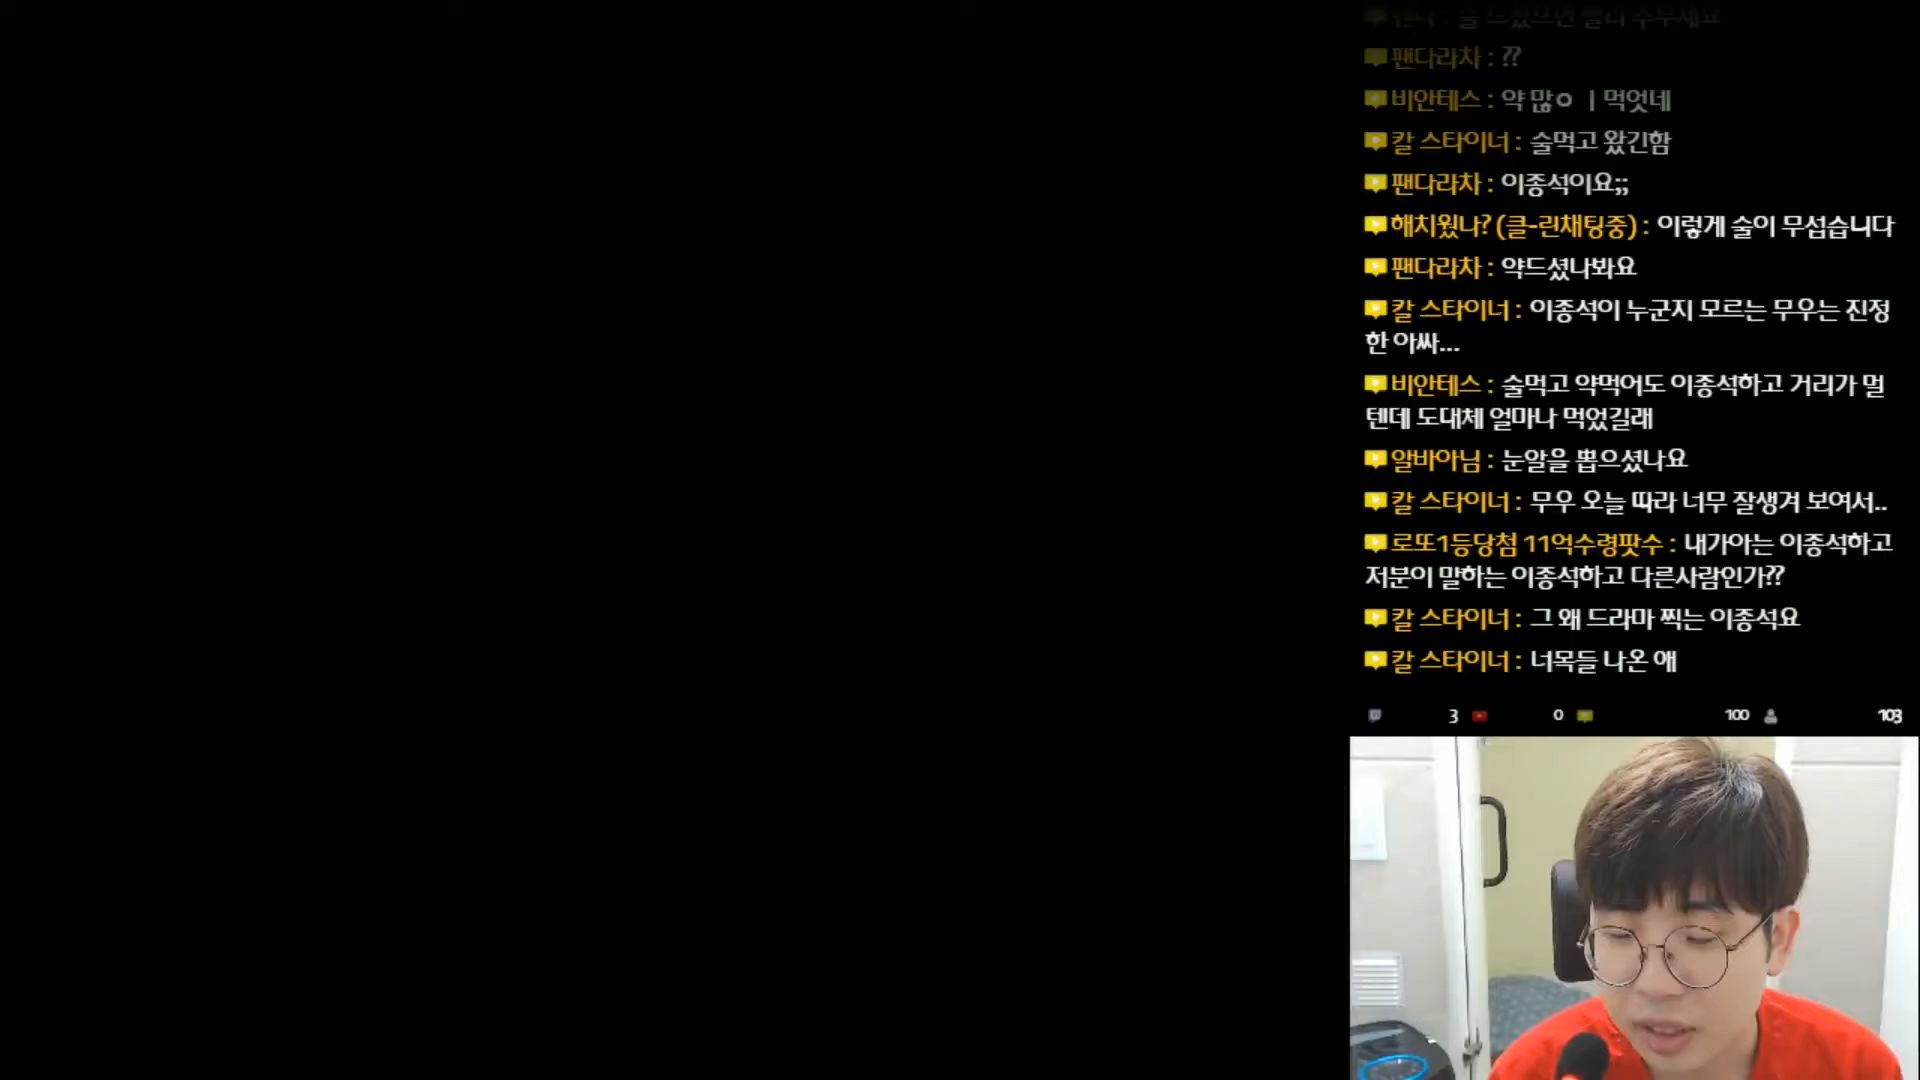 팬다라차 : ??
비안테스 : 약 많ㅇ ㅣ먹엇네
칼 스타이너 : 술먹고 왔긴함
팬다라차 : 이종석이요;;
해치웠나? (클-린채팅중) : 이렇게 술이 무섭습니다
팬다라차 : 약드셨나봐요
칼 스타이너 : 이종석이 누군지 모르는 무우는 진정
한 아싸...
비안테스 : 술먹고 약먹어도 이종석하고 거리가 멀
텐데 도대체 얼마나 먹었길래
알바아님 : 눈알을 뽑으셨나요
칼 스타이너 : 무우 오늘 따라 너무 잘생겨 보여서..
로또1등당첨 11억수령팟수 : 내가아는 이종석하고
저분이 말하는 이종석하고 다른사람인가??
칼 스타이너 : 그 왜 드라마 찍는 이종석요
칼 스타이너 : 너목들 나온 애
3 0 100 103